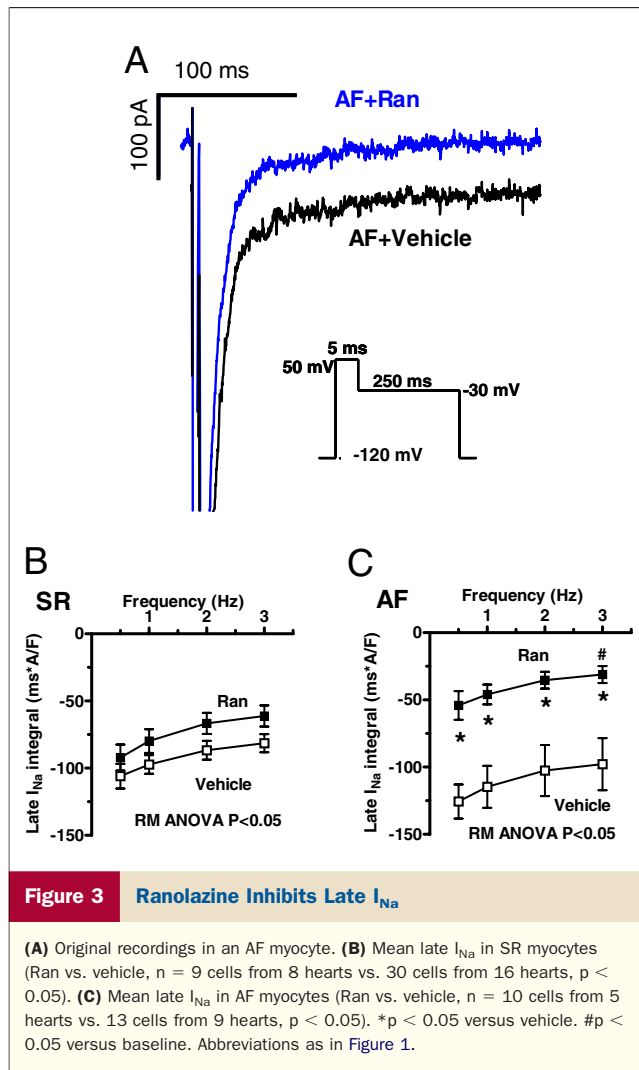 A
100 ms
100 pA
AF+Ran
AF+Vehicle
5 ms
50 mV
250 ms
-30 mV
-120 mV
B
SR
Frequency (Hz)
1 2 3
0
-50
-100
-150
Late INa integral (ms*A/F)
Ran
Vehicle
RM ANOVA P<0.05
C
AF
Frequency (Hz)
1 2 3
0
-50
-100
-150
Late INa integral (ms*A/F)
Ran
#
* * * *
Vehicle
RM ANOVA P<0.05
Figure 3 Ranolazine Inhibits Late INa
(A) Original recordings in an AF myocyte. (B) Mean late INa in SR myocytes
(Ran vs. vehicle, n = 9 cells from 8 hearts vs. 30 cells from 16 hearts, p <
0.05). (C) Mean late INa in AF myocytes (Ran vs. vehicle, n = 10 cells from 5
hearts vs. 13 cells from 9 hearts, p < 0.05). *p < 0.05 versus vehicle. #p <
0.05 versus baseline. Abbreviations as in Figure 1.